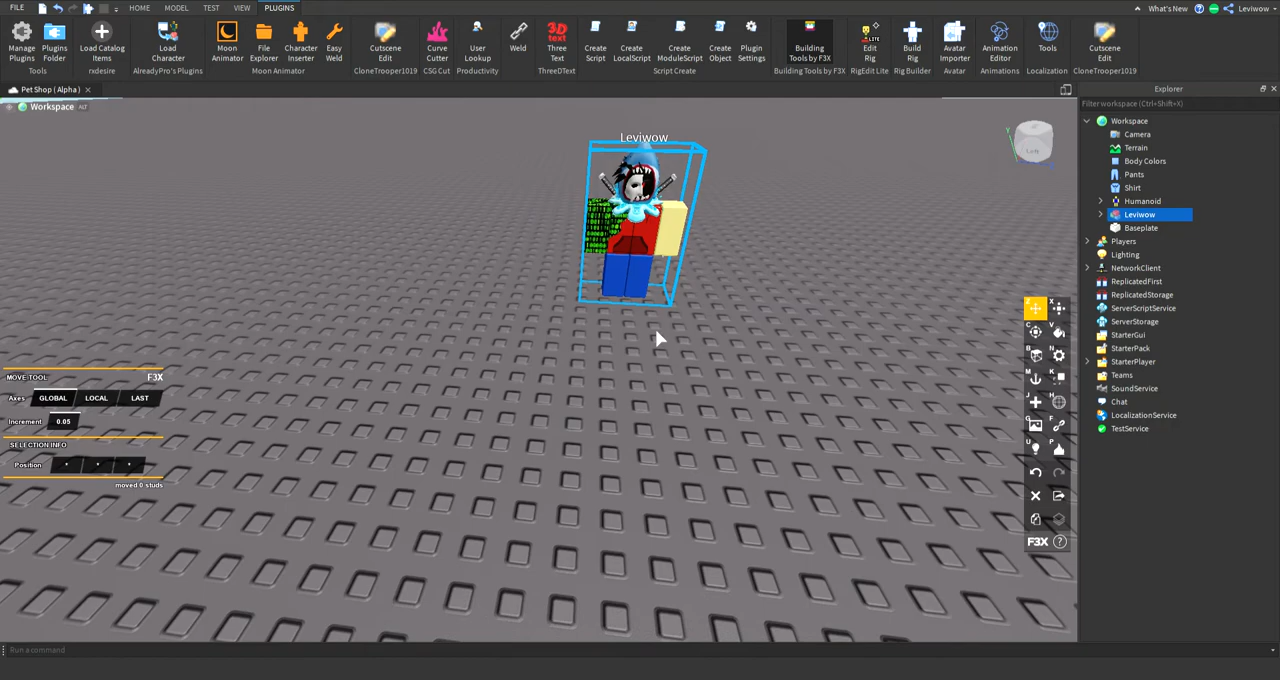 FILE HOME MODEL TEST VIEW PLUGINS What's New Leviwow
Manage Plugins
Plugins Folder
Load Catalog Items
Load Character
Moon Animator
File Explorer
Character Inserter
Easy Weld
Cutscene Edit
Curve Cutter
User Lookup
Weld
3D text
Three Text
Create Script
Create LocalScript
Create ModuleScript
Create Object
Plugin Settings
Building Tools by F3X
LITE
Edit Rig
Build Rig
Avatar Importer
Animation Editor
Tools
Cutscene Edit
Tools rxdesire AlreadyPro's Plugins Moon Animator CloneTrooper1019 CSG Cut Productivity ThreeDText Script Create Building Tools by F3X RigEdit Lite Rig Builder Avatar Animations Localization CloneTrooper1019
Pet Shop ( Alpha )
Workspace ALT
Leviwow
Y
MOVE TOOL F3X
Axes GLOBAL LOCAL LAST
Increment 0.05
SELECTION INFO
Position * * *
moved 0 studs
Z X
C V
B N
M K
J H
G F
U P
F3X ?
Explorer
Filter workspace (Ctrl+Shift+X)
Workspace
Camera
Terrain
Body Colors
Pants
Shirt
Humanoid
Leviwow
Baseplate
Players
Lighting
NetworkClient
ReplicatedFirst
ReplicatedStorage
ServerScriptService
ServerStorage
StarterGui
StarterPack
StarterPlayer
Teams
SoundService
Chat
LocalizationService
TestService
Run a command